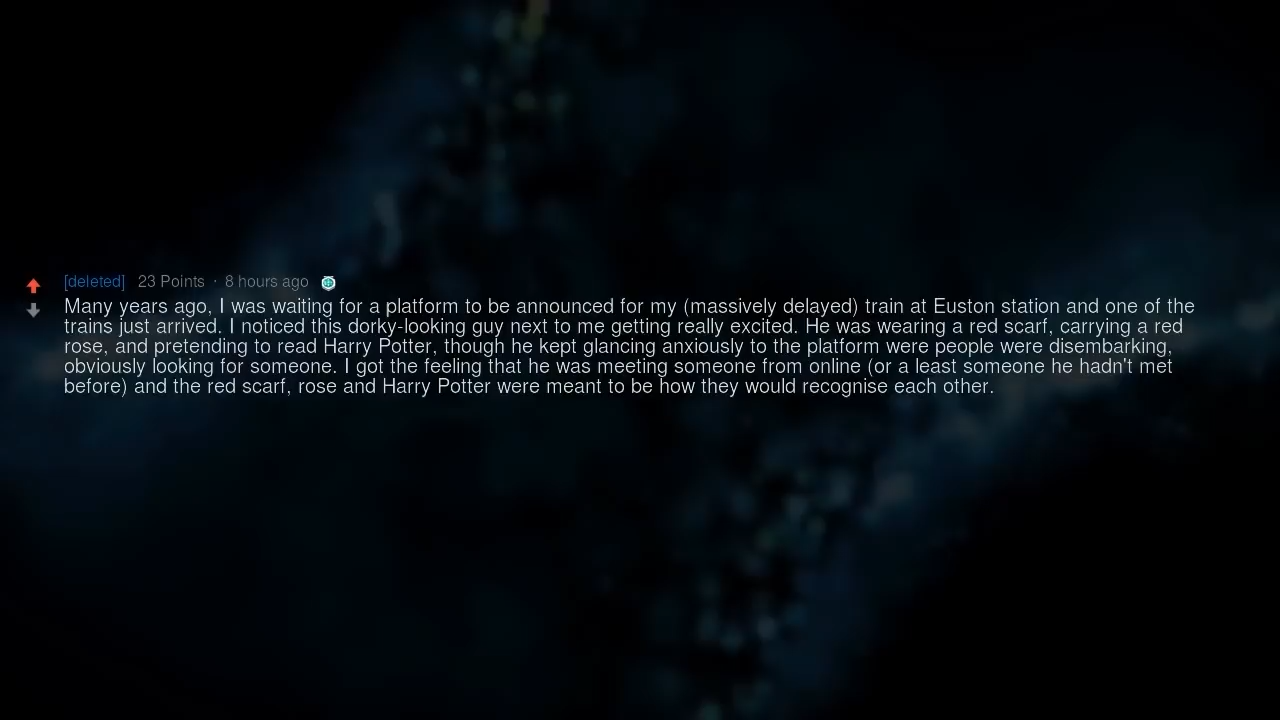 [deleted] 23 Points · 8 hours ago
Many years ago, I was waiting for a platform to be announced for my (massively delayed) train at Euston station and one of the
trains just arrived. I noticed this dorky-looking guy next to me getting really excited. He was wearing a red scarf, carrying a red
rose, and pretending to read Harry Potter, though he kept glancing anxiously to the platform were people were disembarking,
obviously looking for someone. I got the feeling that he was meeting someone from online (or a least someone he hadn't met
before) and the red scarf, rose and Harry Potter were meant to be how they would recognise each other.